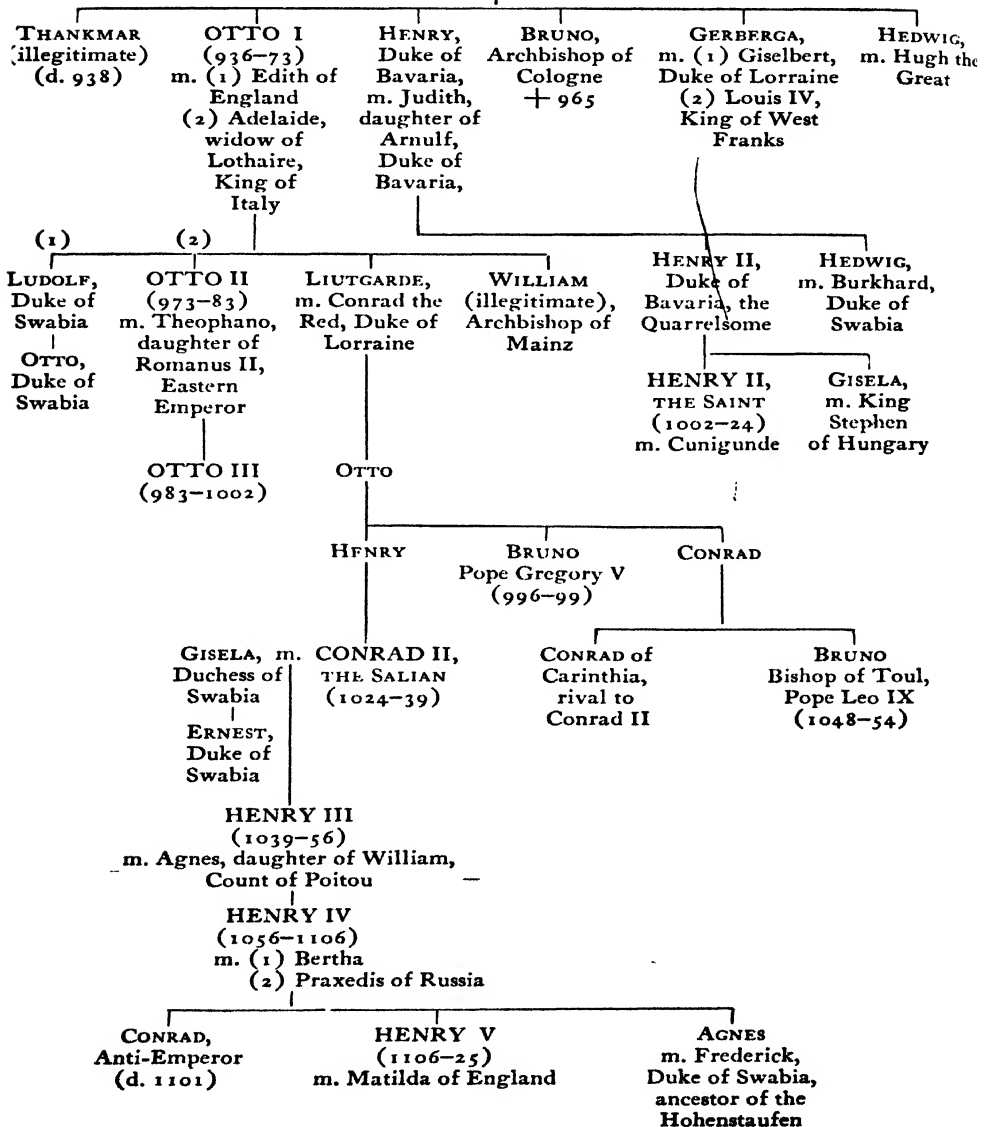 THANKMAR
(illegitimate)
(d. 938)
OTTO I
(936–73)
m. (1) Edith of
England
(2) Adelaide,
widow of
Lothaire,
King of
Italy
HENRY,
Duke of
Bavaria,
m. Judith,
daughter of
Arnulf,
Duke of
Bavaria,
BRUNO,
Archbishop of
Cologne
+ 965
GERBERGA,
m. (1) Giselbert,
Duke of Lorraine
(2) Louis IV,
King of West
Franks
HEDWIG,
m. Hugh the
Great
(1)
(2)
LUDOLF,
Duke of
Swabia
OTTO,
Duke of
Swabia
OTTO II
(973–83)
m. Theophano,
daughter of
Romanus II,
Eastern
Emperor
LIUTGARDE,
m. Conrad the
Red, Duke of
Lorraine
WILLIAM
(illegitimate),
Archbishop of
Mainz
HENRY II,
Duke of
Bavaria, the
Quarrelsome
HEDWIG,
m. Burkhard,
Duke of
Swabia
HENRY II,
THE SAINT
(1002–24)
m. Cunigunde
GISELA,
m. King
Stephen
of Hungary
OTTO III
(983–1002)
OTTO
HENRY
BRUNO
Pope Gregory V
(996–99)
CONRAD
GISELA, m. CONRAD II,
Duchess of
Swabia
THE SALIAN
(1024–39)
ERNEST,
Duke of
Swabia
CONRAD of
Carinthia,
rival to
Conrad II
BRUNO
Bishop of Toul,
Pope Leo IX
(1048–54)
HENRY III
(1039–56)
m. Agnes, daughter of William,
Count of Poitou
HENRY IV
(1056–1106)
m. (1) Bertha
(2) Praxedis of Russia
CONRAD,
Anti-Emperor
(d. 1101)
HENRY V
(1106–25)
m. Matilda of England
AGNES
m. Frederick,
Duke of Swabia,
ancestor of the
Hohenstaufen